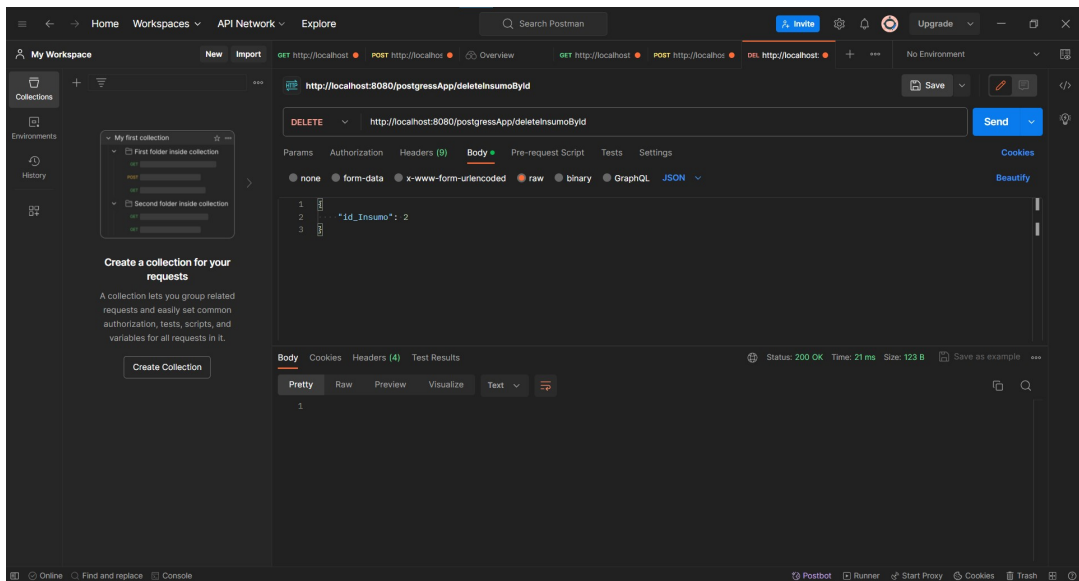 Home Workspaces API Network Explore Search Postman Invite Upgrade
My Workspace New Import GET http://localhost POST http://localhos Overview GET http://localhost POST http://localhos DEL http://localhost: No Environment
Collections
Environments
History
My first collection
First folder inside collection
GET
POST
GET
Second folder inside collection
GET
GET
Create a collection for your
requests
A collection lets you group related
requests and easily set common
authorization, tests, scripts, and
variables for all requests in it.
Create Collection
HTTP http://localhost:8080/postgressApp/deleteInsumoById Save
DELETE http://localhost:8080/postgressApp/deleteInsumoById Send
Params Authorization Headers (9) Body Pre-request Script Tests Settings Cookies
none form-data x-www-form-urlencoded raw binary GraphQL JSON Beautify
1 {
2 "id_Insumo": 2
3 }
Body Cookies Headers (4) Test Results Status: 200 OK Time: 21 ms Size: 123 B Save as example
Pretty Raw Preview Visualize Text
1
Online Find and replace Console Postbot Runner Start Proxy Cookies Trash